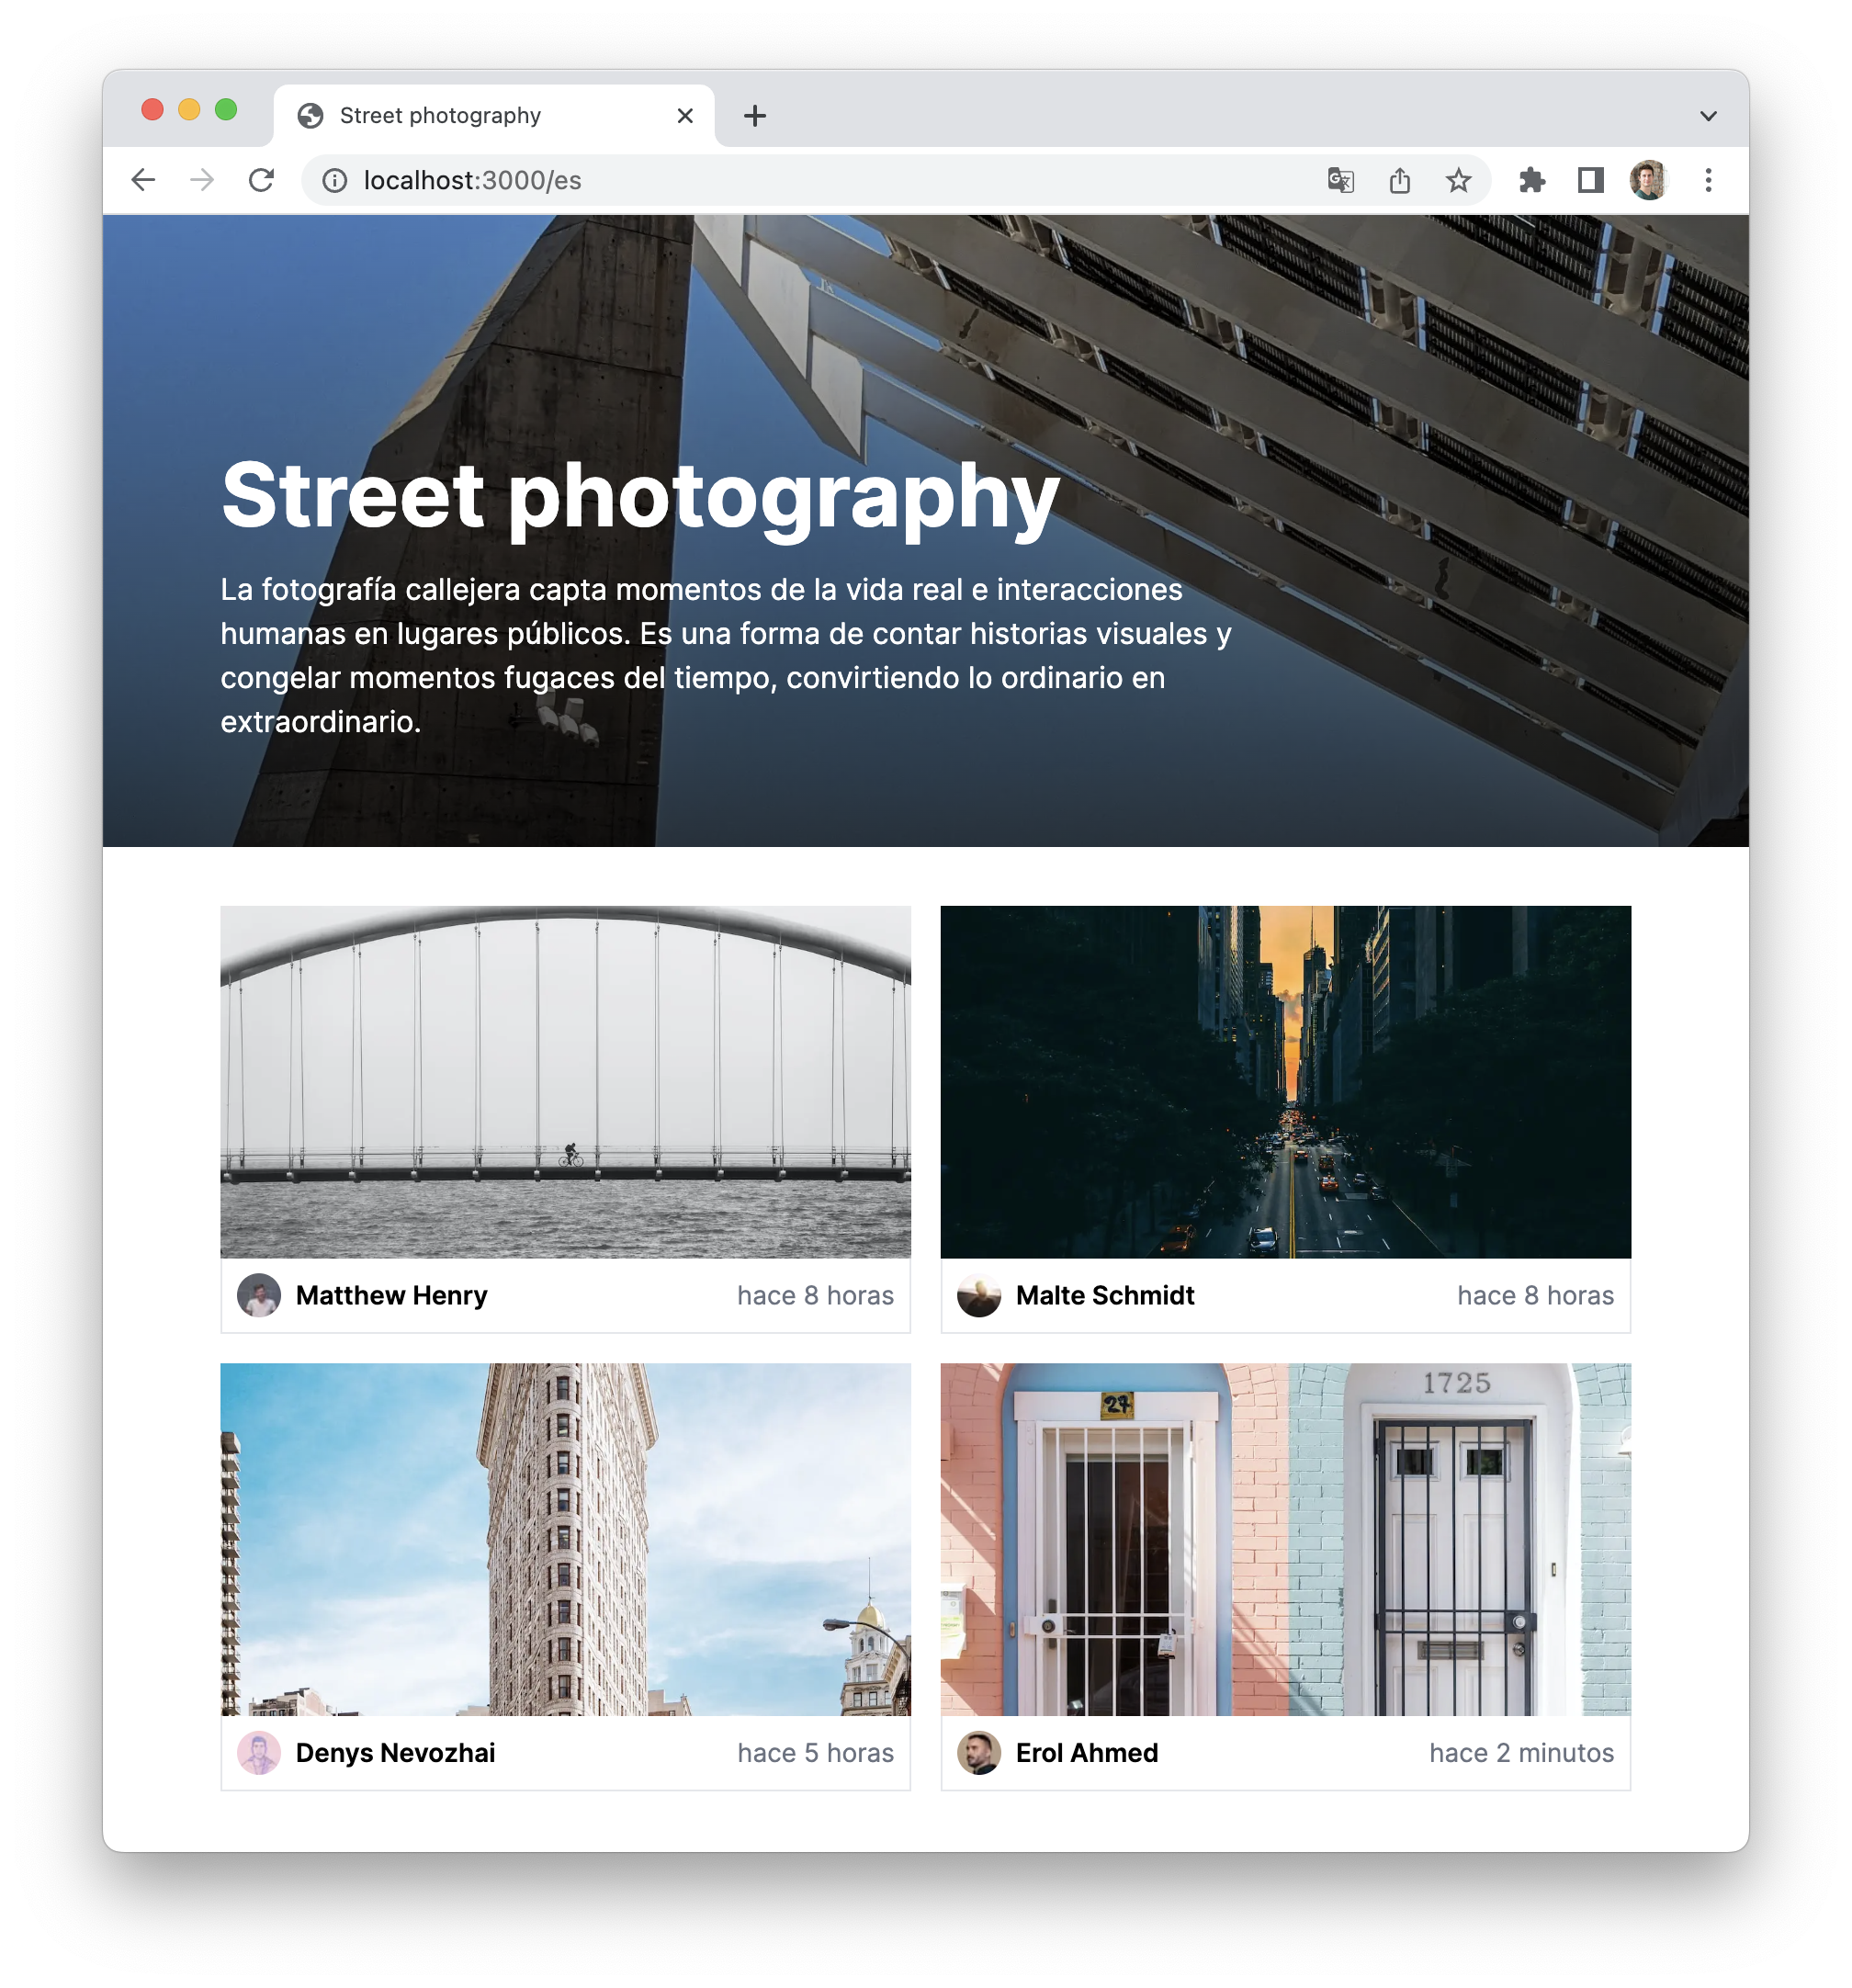 Street photography
localhost:3000/es
Street photography
La fotografía callejera capta momentos de la vida real e interacciones
humanas en lugares públicos. Es una forma de contar historias visuales y
congelar momentos fugaces del tiempo, convirtiendo lo ordinario en
extraordinario.
Matthew Henry
hace 8 horas
Malte Schmidt
hace 8 horas
27
1725
Denys Nevozhai
hace 5 horas
Erol Ahmed
hace 2 minutos